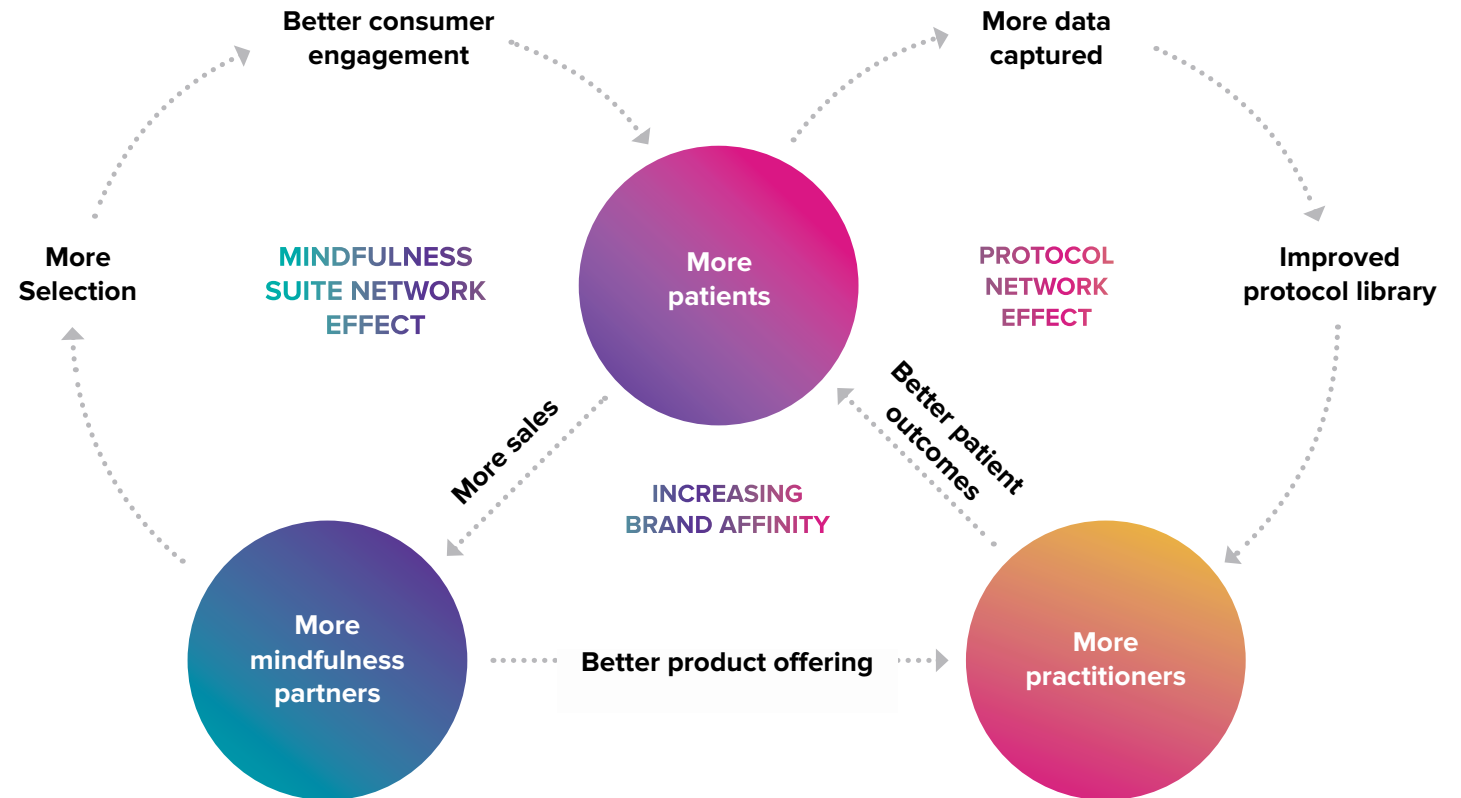 Better consumer
engagement
More data
captured
More
Selection
MINDFULNESS
SUITE NETWORK
EFFECT
More
patients
PROTOCOL
NETWORK
EFFECT
Improved
protocol library
More sales
Better patient
outcomes
INCREASING
BRAND AFFINITY
More
mindfulness
partners
Better product offering
More
practitioners